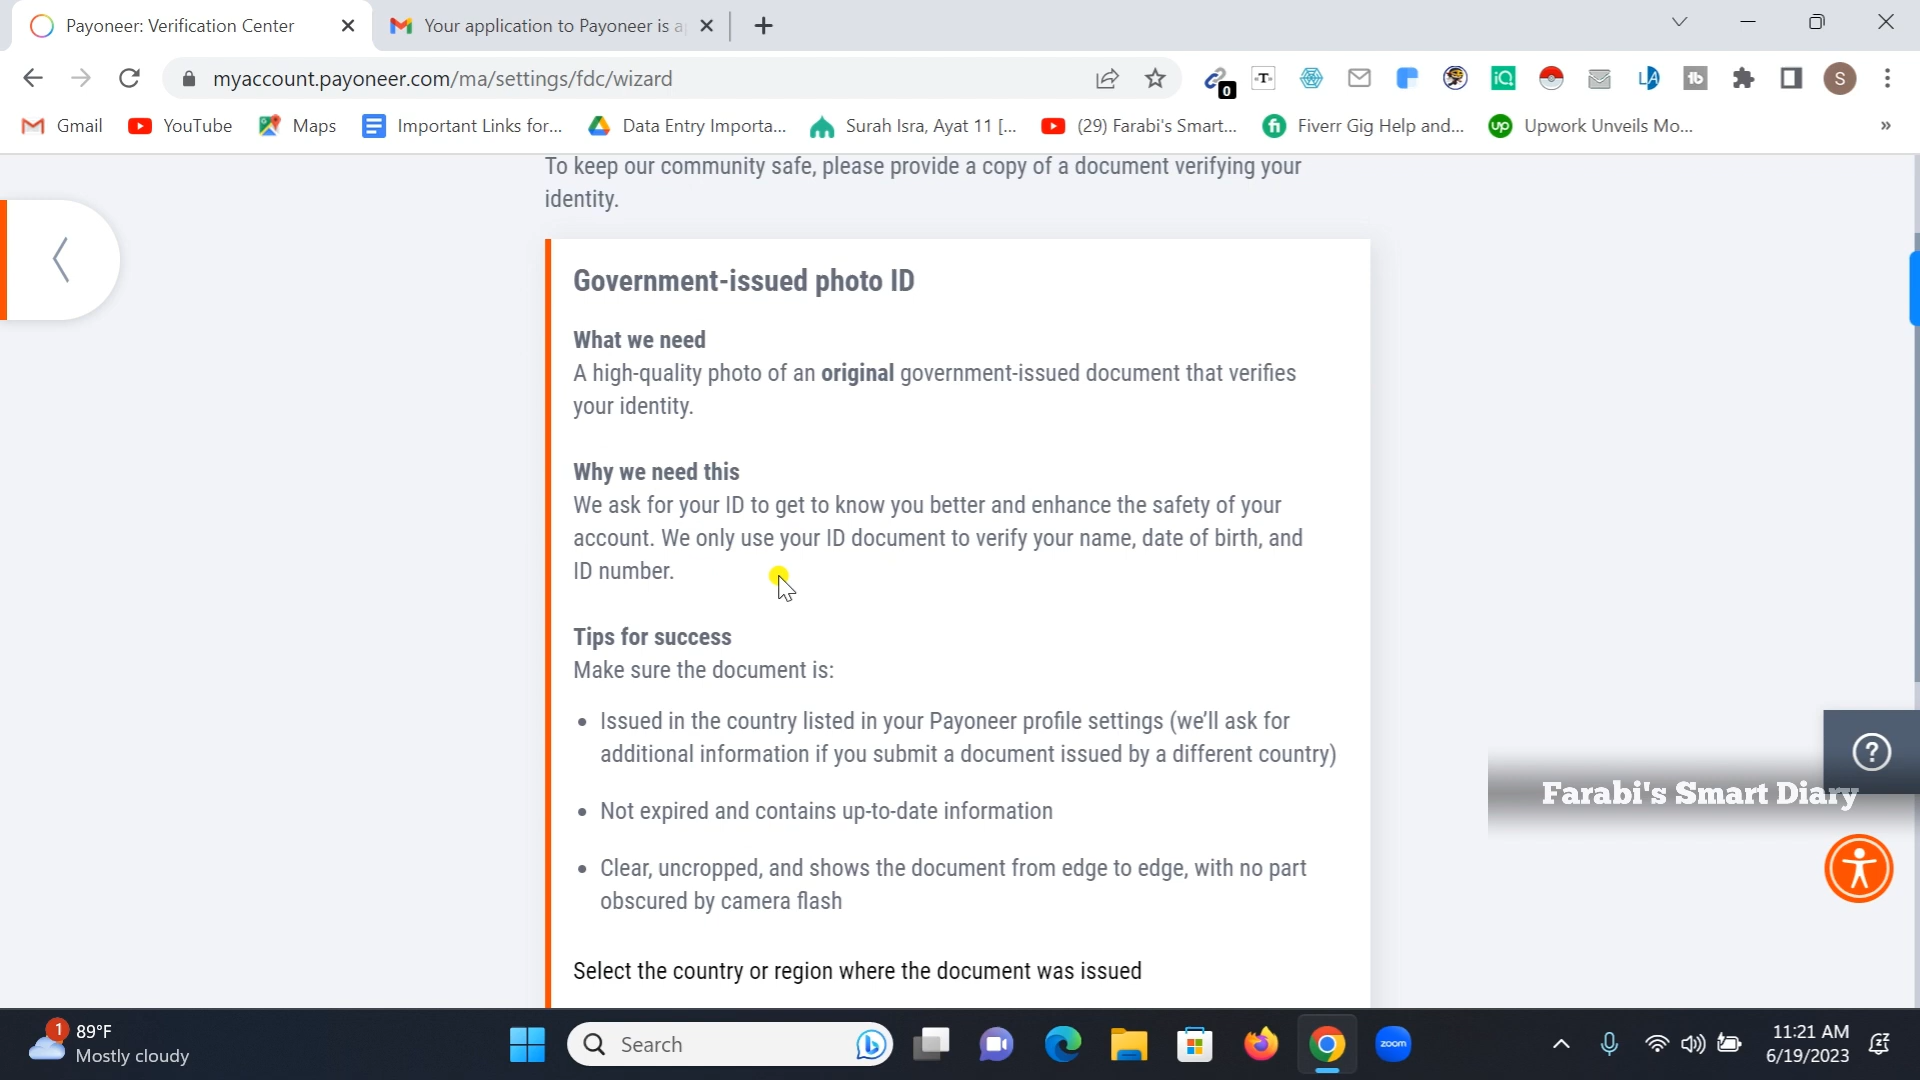 Payoneer: Verification Center
Your application to Payoneer is a
myaccount.payoneer.com/ma/settings/fdc/wizard
0
-T-
iQ
LA
tb
S
Gmail
YouTube
Maps
Important Links for...
Data Entry Importa...
Surah Isra, Ayat 11 [...
(29) Farabi's Smart...
fi
Fiverr Gig Help and...
up
Upwork Unveils Mo...
»
To keep our community safe, please provide a copy of a document verifying your
identity.
Government-issued photo ID
What we need
A high-quality photo of an original government-issued document that verifies
your identity.
Why we need this
We ask for your ID to get to know you better and enhance the safety of your
account. We only use your ID document to verify your name, date of birth, and
ID number.
Tips for success
Make sure the document is:
• Issued in the country listed in your Payoneer profile settings (we'll ask for
additional information if you submit a document issued by a different country)
• Not expired and contains up-to-date information
• Clear, uncropped, and shows the document from edge to edge, with no part
obscured by camera flash
Select the country or region where the document was issued
?
Farabi's Smart Diary
1
89°F
Mostly cloudy
Search
zoom
11:21 AM
6/19/2023